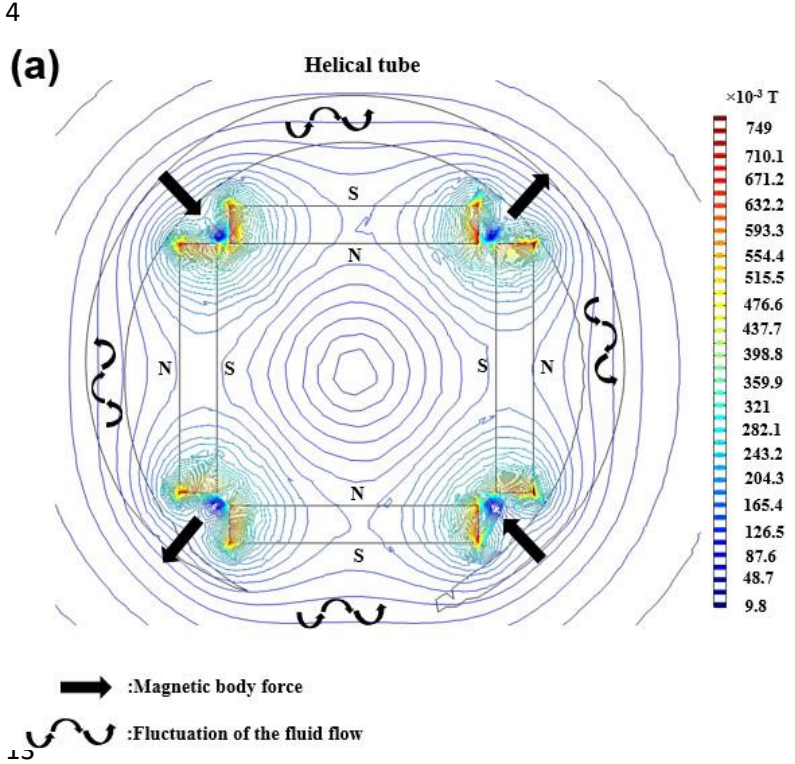 4
(a)
Helical tube
×10-3 T
749
710.1
671.2
632.2
593.3
554.4
515.5
476.6
437.7
398.8
359.9
321
282.1
243.2
204.3
165.4
126.5
87.6
48.7
9.8
S
N
N S
S N
N
S
:Magnetic body force
:Fluctuation of the fluid flow